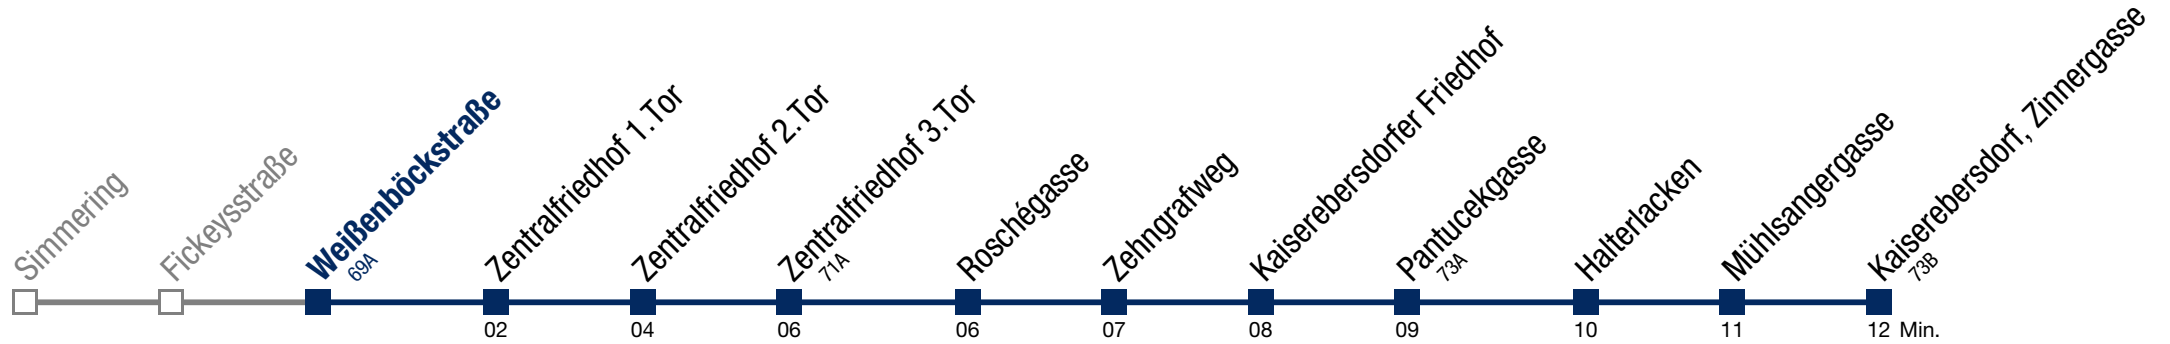 Simmering
Fickeysstraße
Weißenböckstraße
69A
Zentralfriedhof 1.Tor
Zentralfriedhof 2.Tor
Zentralfriedhof 3.Tor
71A
Roschégasse
Zehngrafweg
Kaiserebersdorfer Friedhof
Pantucekgasse
73A
Halterlacken
Mühlsangergasse
Kaiserebersdorf, Zinnergasse
73B
02 04 06 06 07 08 09 10 11 12 Min.